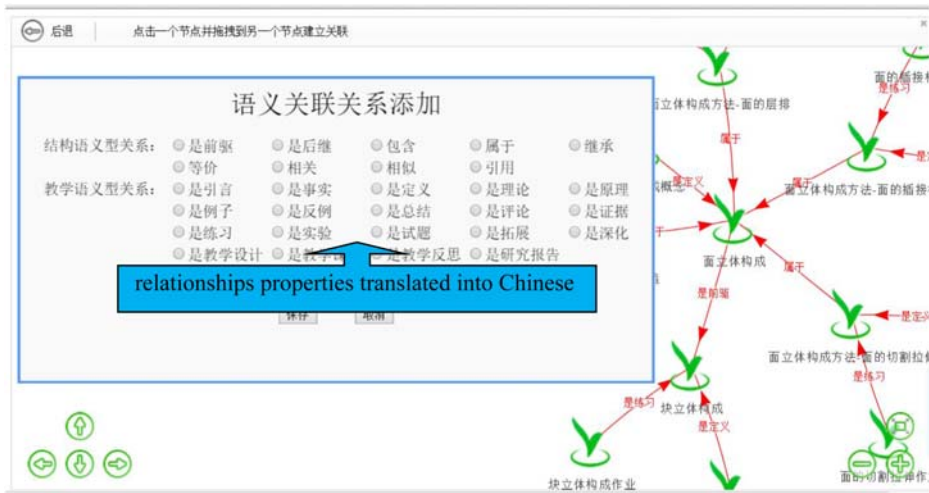 后退
点击一个节点并拖拽到另一个节点建立关联
语义关联关系添加
结构语义型关系： 是前驱 是后继 包含 属于 继承
等价 相关 相似 引用
教学语义型关系： 是引言 是事实 是定义 是理论 是原理
是例子 是反例 是总结 是评论 是证据
是练习 是实验 是试题 是拓展 是深化
是教学设计 是教学反思 是研究报告
relationships properties translated into Chinese
保存 取消
面的插接
是练习
立体构成方法-面的层排
属于
是定义
属于
面立体构成方法-面的插接
面立体构成
属于
是前驱
是定义
面立体构成方法-面的切割拉伸
是练习
是练习
块立体构成
是定义
块立体构成作业
面的切割拉伸作